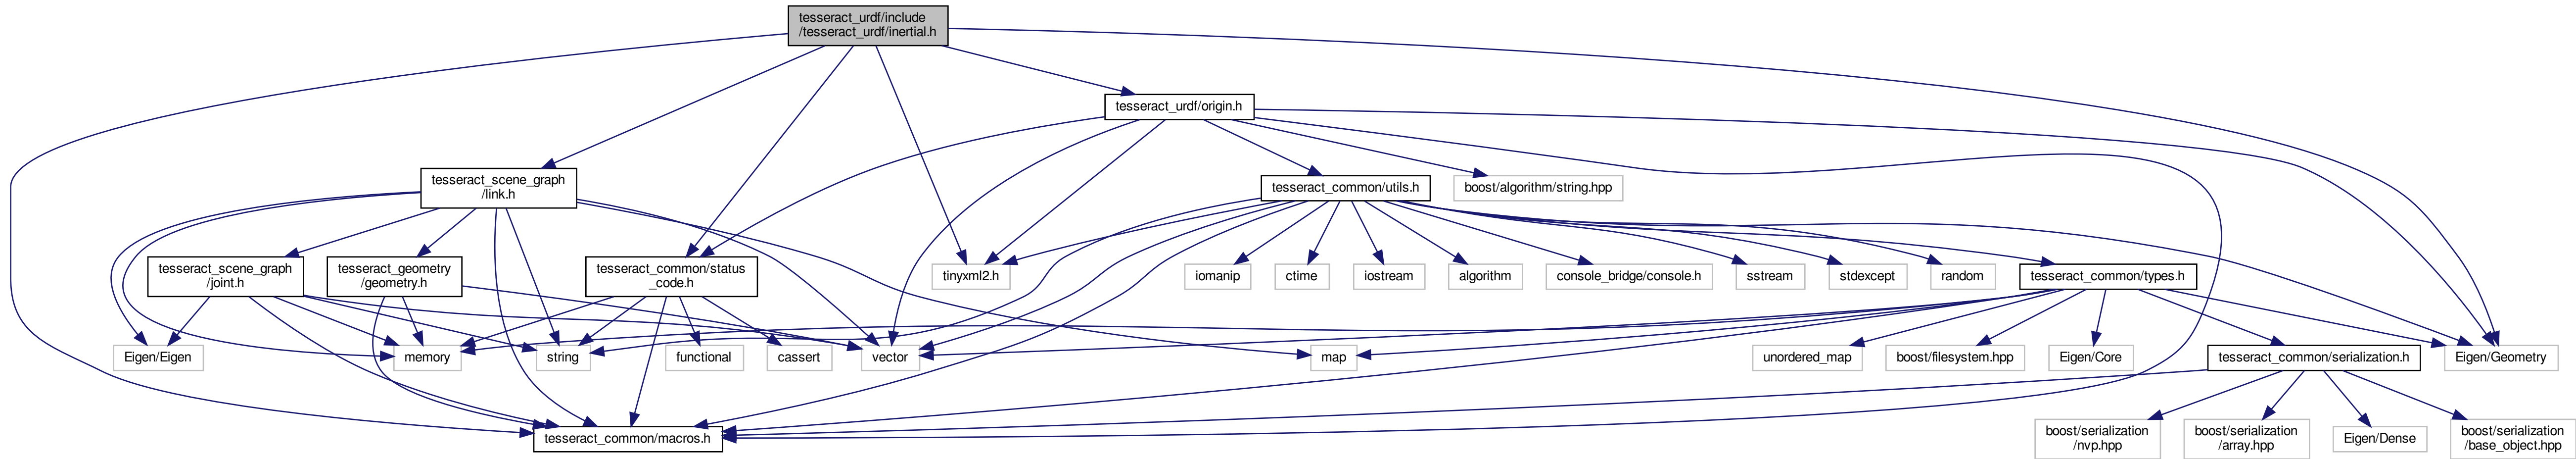 tesseract_urdf/include
/tesseract_urdf/inertial.h
tesseract_urdf/origin.h
tesseract_scene_graph
/link.h
tesseract_common/utils.h
boost/algorithm/string.hpp
tesseract_scene_graph
/joint.h
tesseract_geometry
/geometry.h
tesseract_common/status
_code.h
tinyxml2.h
iomanip
ctime
iostream
algorithm
console_bridge/console.h
sstream
stdexcept
random
tesseract_common/types.h
Eigen/Eigen
memory
string
functional
cassert
vector
map
unordered_map
boost/filesystem.hpp
Eigen/Core
tesseract_common/serialization.h
Eigen/Geometry
tesseract_common/macros.h
boost/serialization
/nvp.hpp
boost/serialization
/array.hpp
Eigen/Dense
boost/serialization
/base_object.hpp